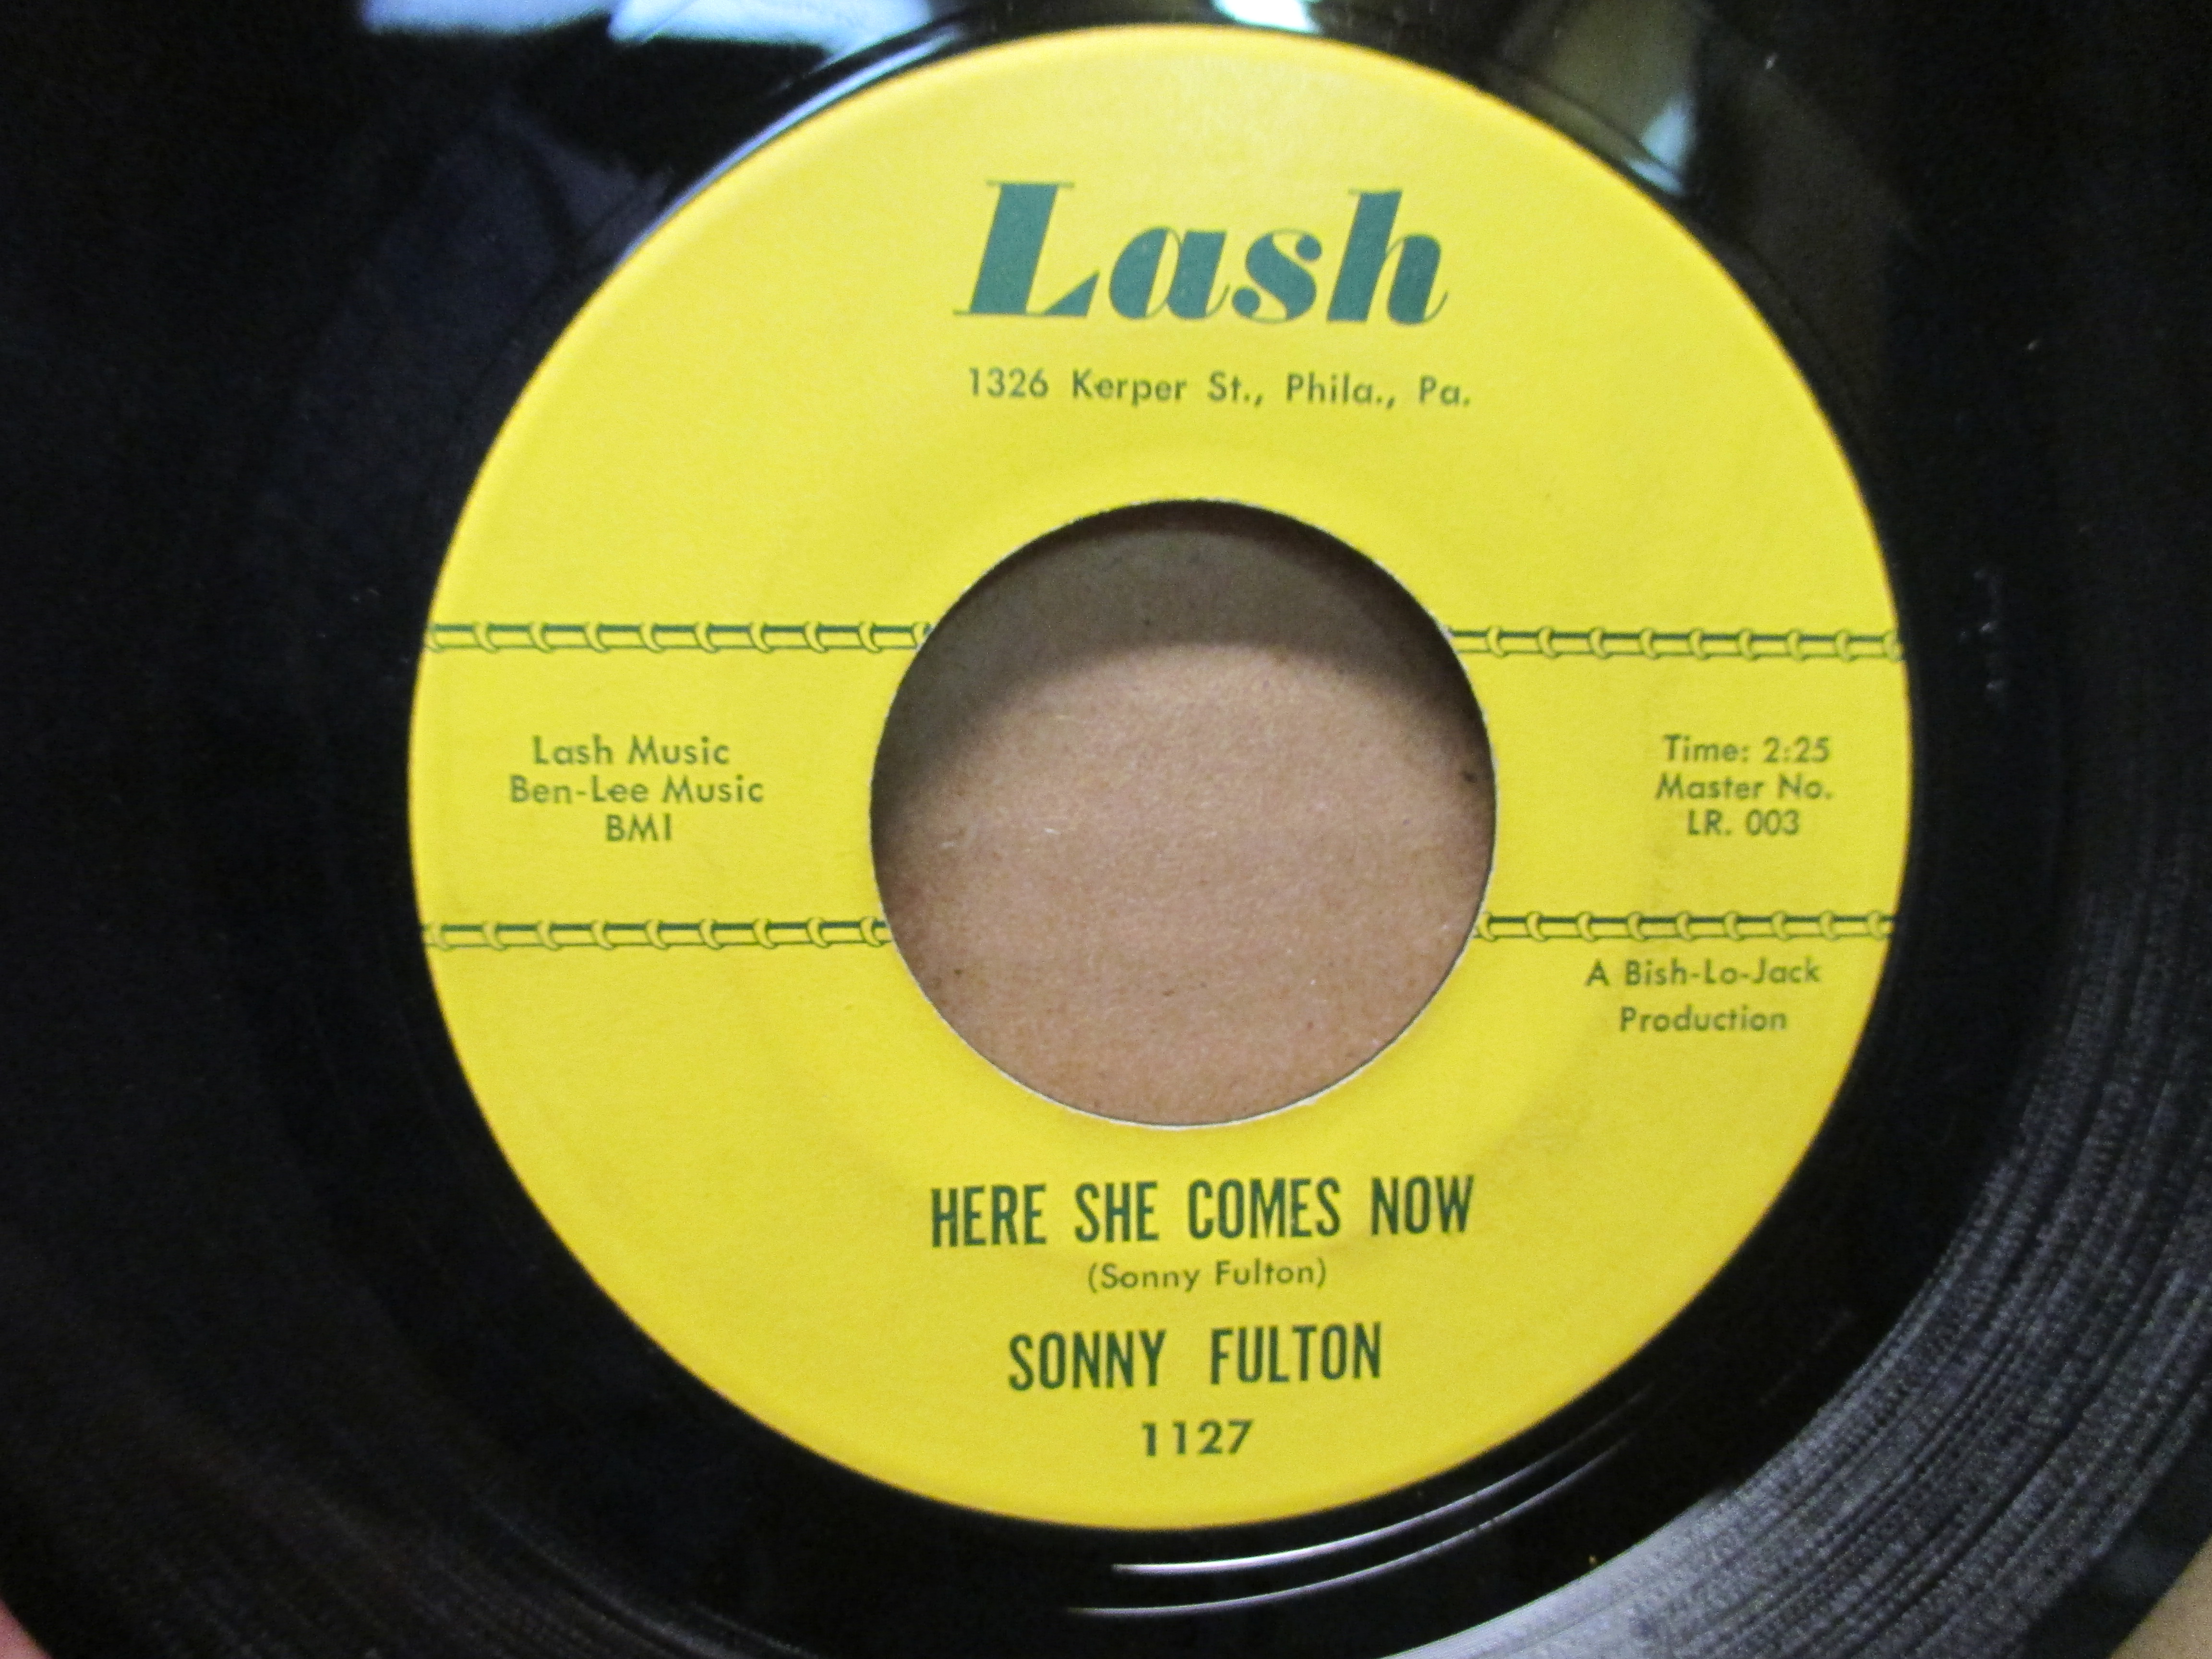 Lash
1326 Kerper St., Phila., Pa.
Lash Music
Ben-Lee Music
BMI
Time: 2:25
Master No.
LR. 003
A Bish-Lo-Jack
Production
HERE SHE COMES NOW
(Sonny Fulton)
SONNY FULTON
1127